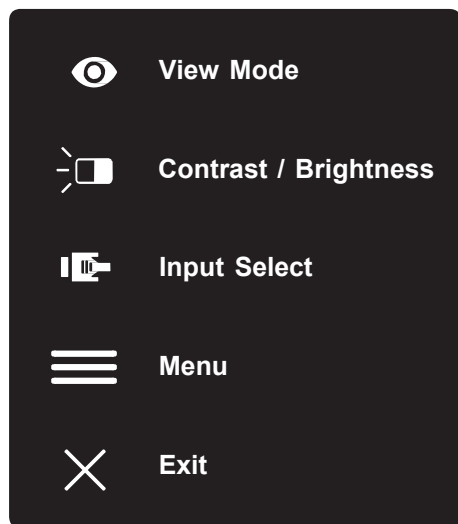 View Mode
Contrast / Brightness
Input Select
Menu
Exit